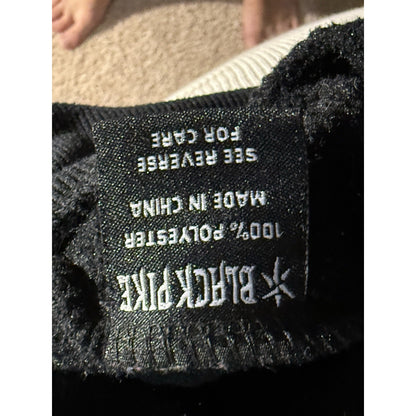 BLACK PIKE
100% POLYESTER
MADE IN CHINA
SEE REVERSE
FOR CARE